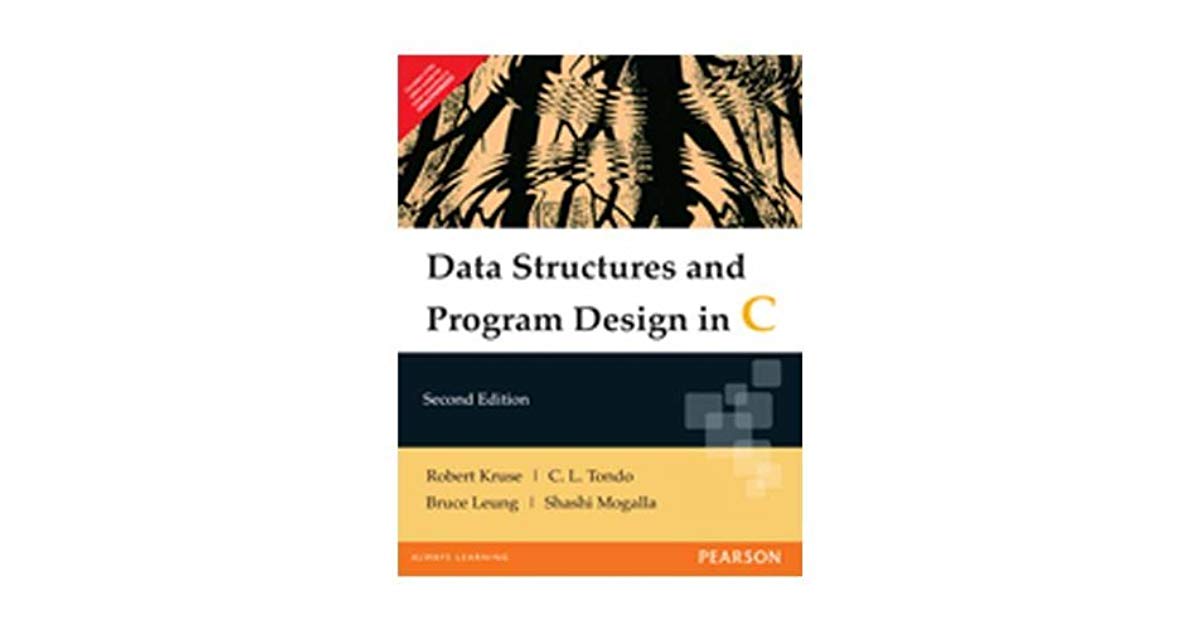 Data Structures and
Program Design in C
Second Edition
Robert Kruse | C. L. Tondo
Bruce Leung | Shashi Mogalla
ALWAYS LEARNING
PEARSON